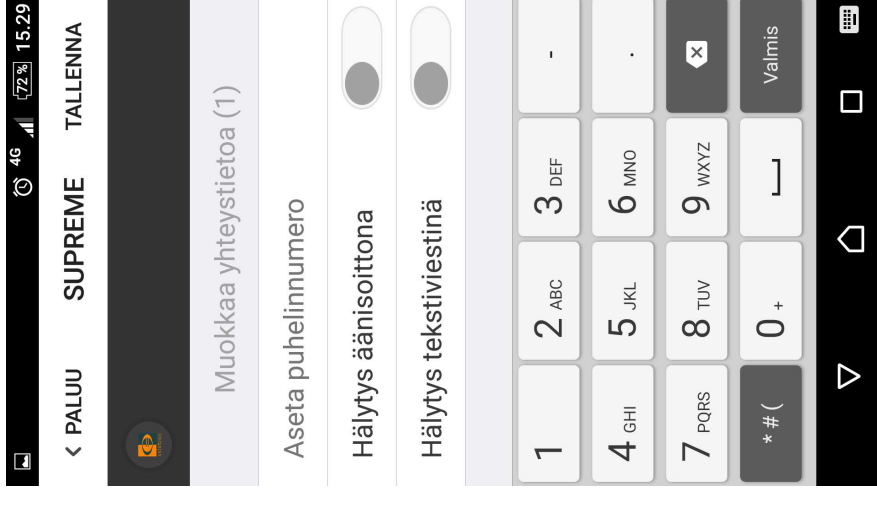 4G 72% 15.29
< PALUU SUPREME TALLENNA
Muokkaa yhteystietoa (1)
Aseta puhelinnumero
Hälytys äänisoittona
Hälytys tekstiviestinä
1 2 ABC 3 DEF -
4 GHI 5 JKL 6 MNO .
7 PQRS 8 TUV 9 WXYZ
* # ( 0 + Valmis